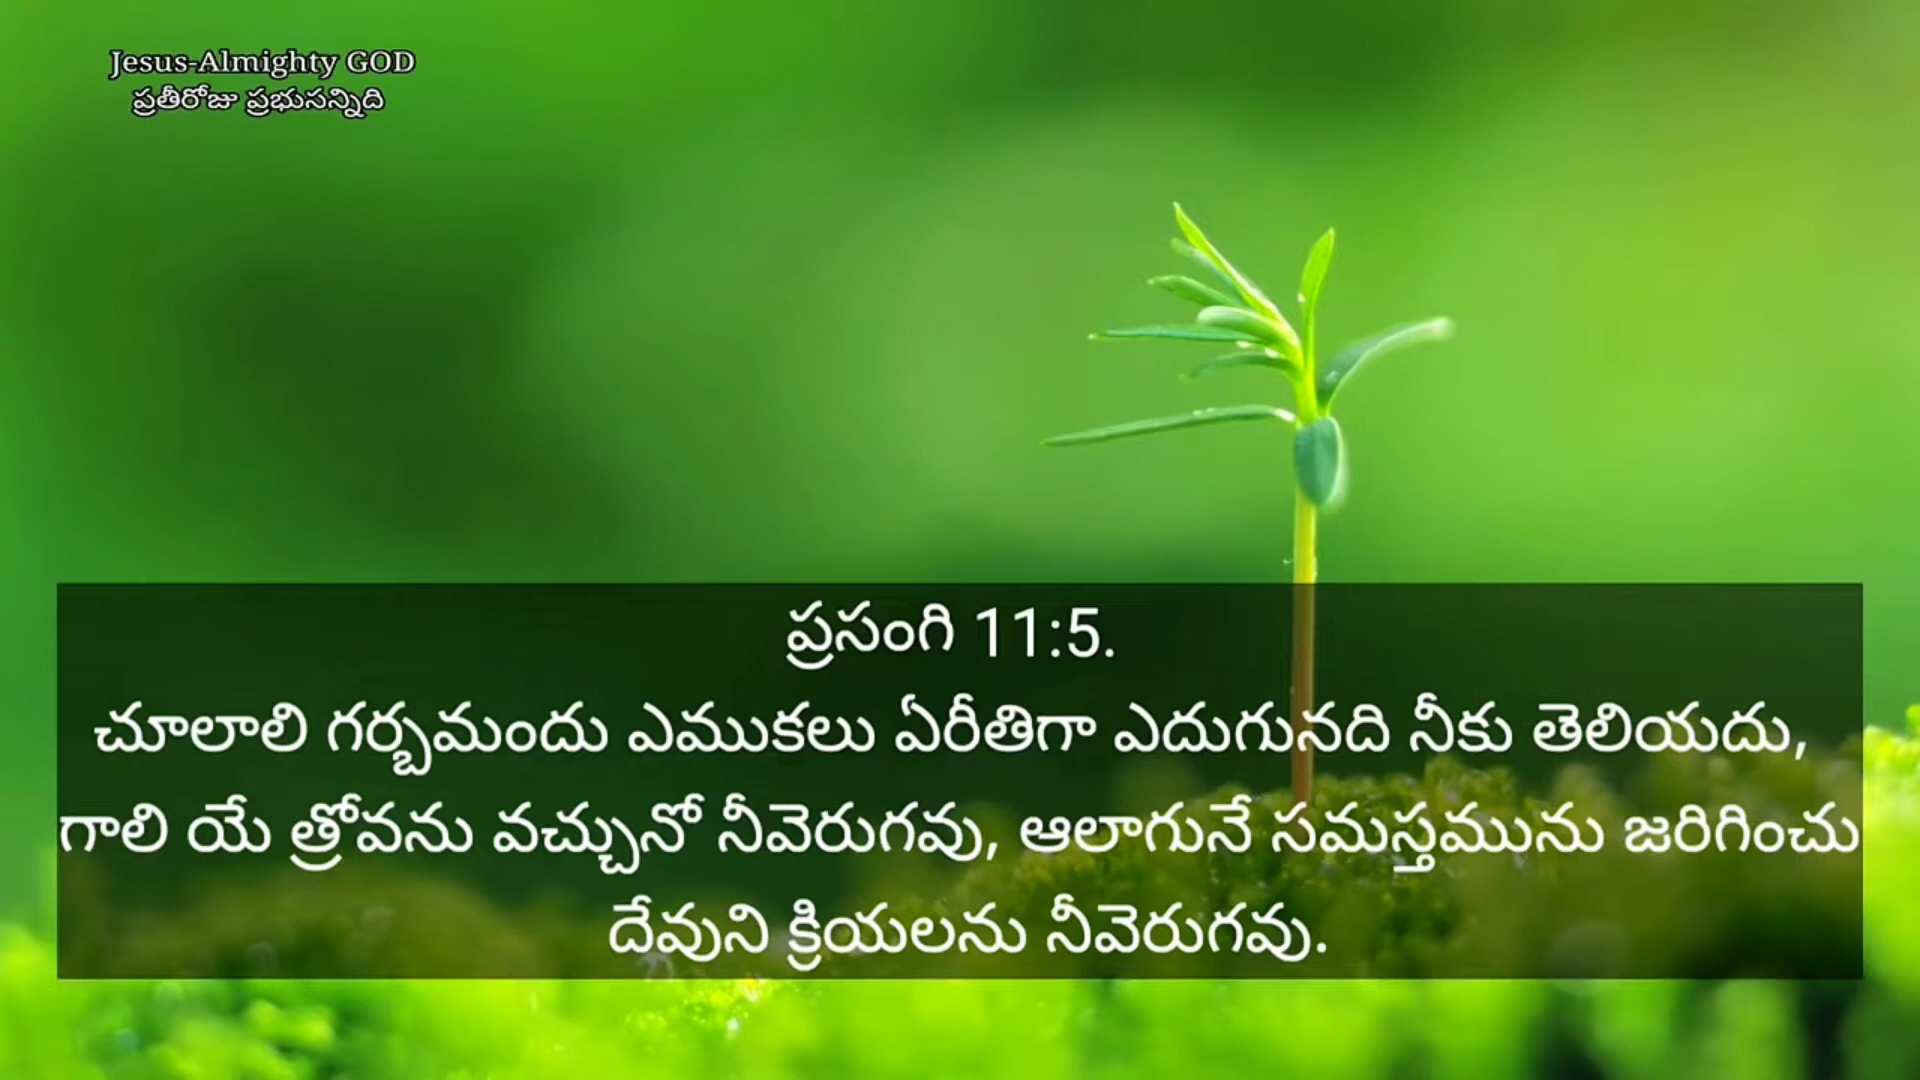 Jesus-Almighty GOD
ప్రతీరోజు ప్రభుసన్నిది
ప్రసంగి 11:5.
చూలాలి గర్భమందు ఎముకలు ఏరీతిగా ఎదుగునది నీకు తెలియదు,
గాలి యే త్రోవను వచ్చునో నీవెరుగవు, ఆలాగునే సమస్తమును జరిగించు
దేవుని క్రియలను నీవెరుగవు.